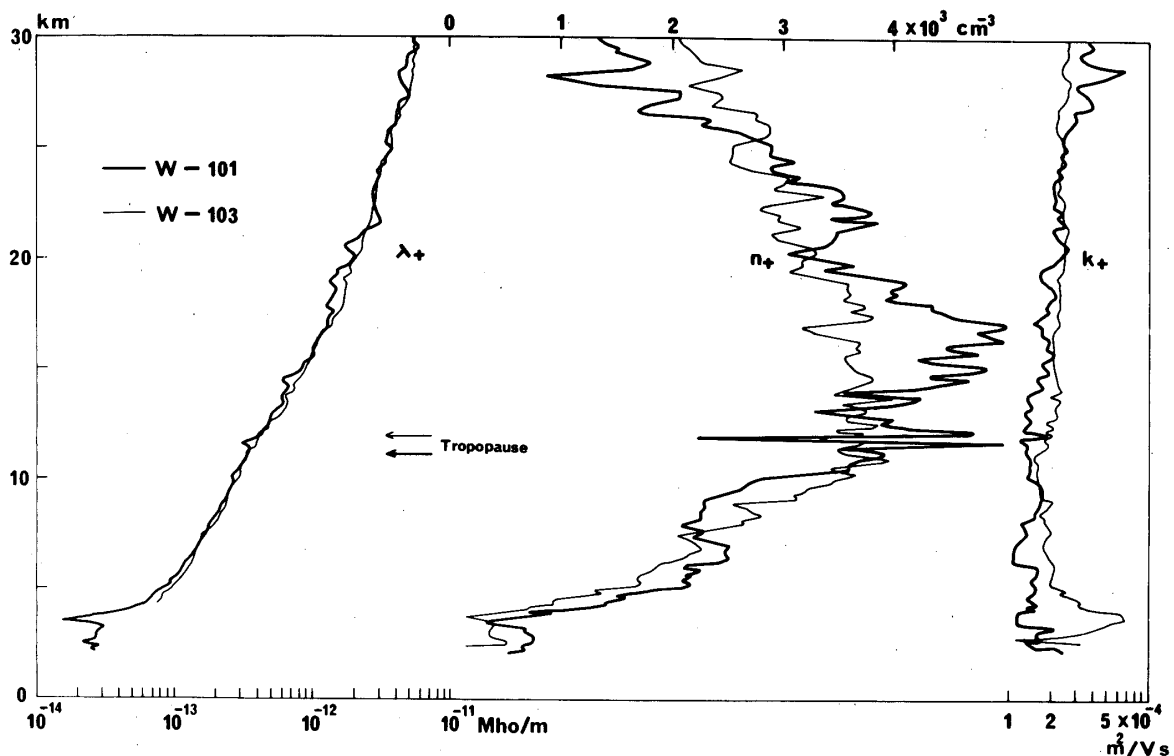 km 0 1 2 3 4×10³ cm⁻³
30
W – 101
W – 103
λ₊ n₊ k₊
20
Tropopause
10
0
10⁻¹⁴ 10⁻¹³ 10⁻¹² 10⁻¹¹ Mho/m 1 2 5×10⁻⁴
m²/Vs